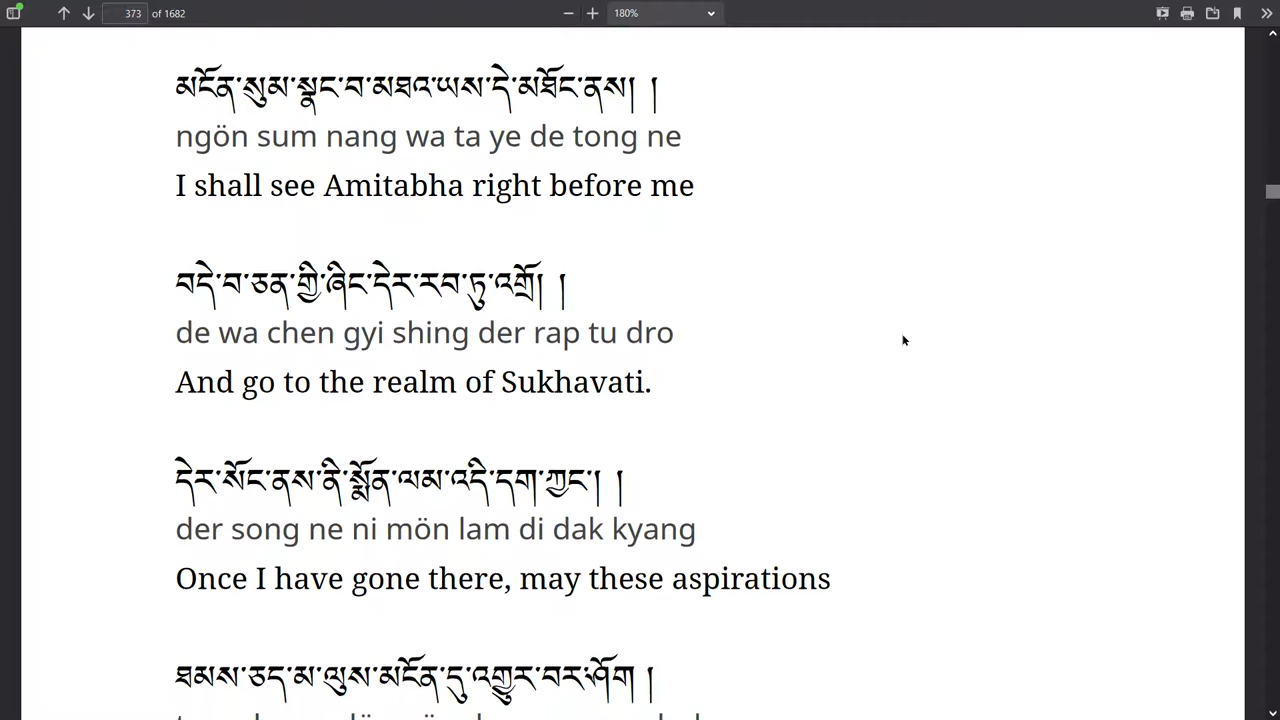 373 of 1682 180%
མངོན་སུམ་སྣང་བ་མཐའ་ཡས་དེ་མཐོང་ནས། །
ngön sum nang wa ta ye de tong ne
I shall see Amitabha right before me
བདེ་བ་ཅན་གྱི་ཞིང་དེར་རབ་ཏུ་འགྲོ། །
de wa chen gyi shing der rap tu dro
And go to the realm of Sukhavati.
དེར་སོང་ནས་ནི་སྨོན་ལམ་འདི་དག་ཀྱང་། །
der song ne ni mön lam di dak kyang
Once I have gone there, may these aspirations
ཐམས་ཅད་མ་ལུས་མངོན་དུ་འགྱུར་བར་ཤོག །